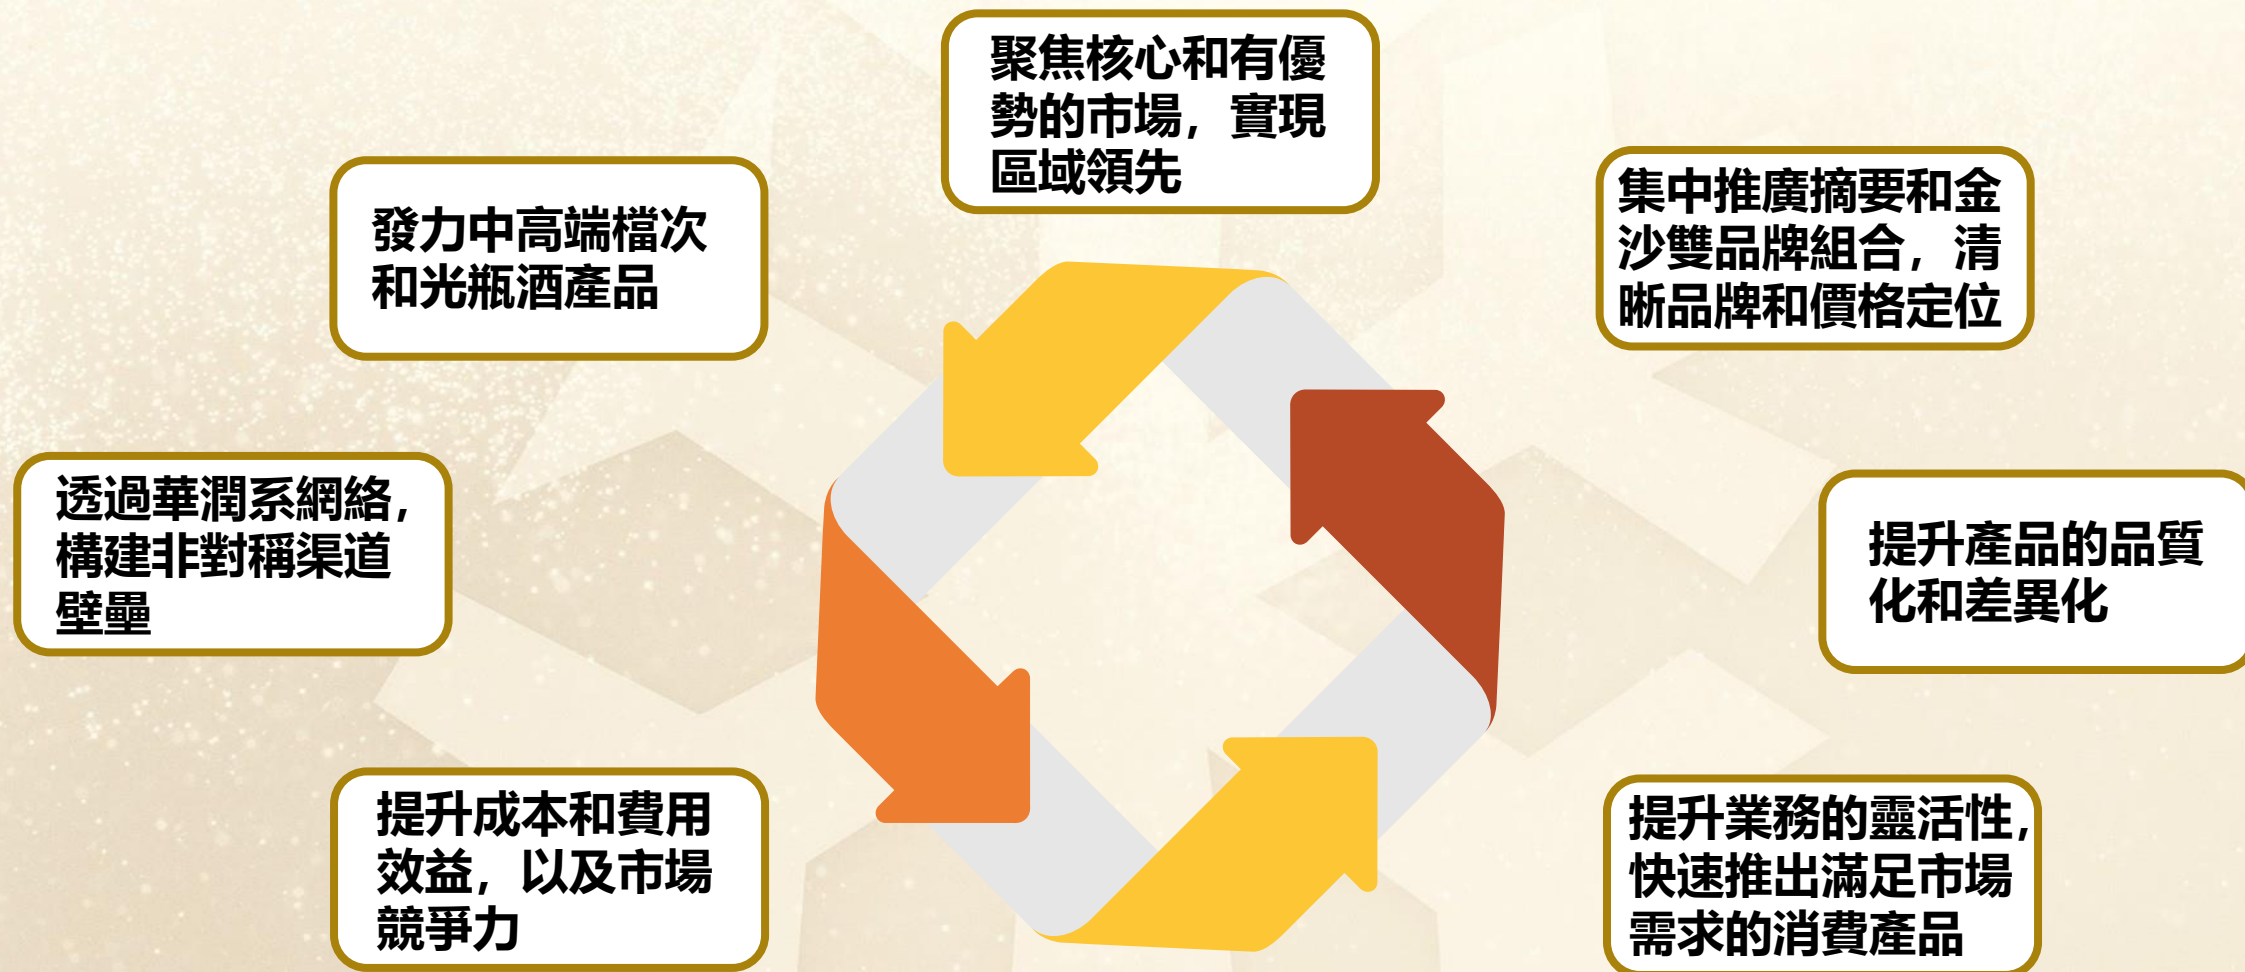 聚焦核心和有優
勢的市場，實現
區域領先
集中推廣摘要和金
沙雙品牌組合，清
晰品牌和價格定位
提升產品的品質
化和差異化
提升業務的靈活性，
快速推出滿足市場
需求的消費產品
提升成本和費用
效益，以及市場
競爭力
透過華潤系網絡，
構建非對稱渠道
壁壘
發力中高端檔次
和光瓶酒產品